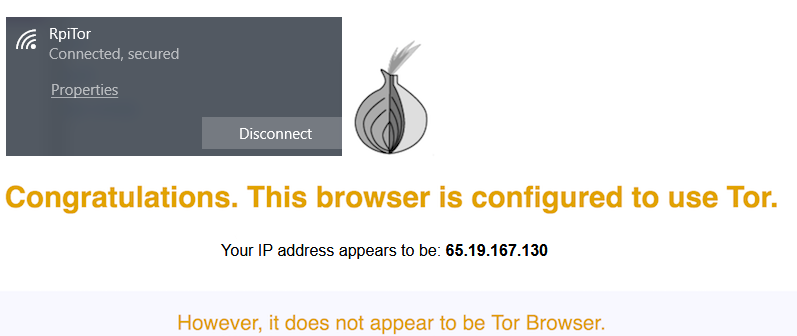 RpiTor
Connected, secured
Properties
Disconnect
Congratulations. This browser is configured to use Tor.
Your IP address appears to be: 65.19.167.130
However, it does not appear to be Tor Browser.